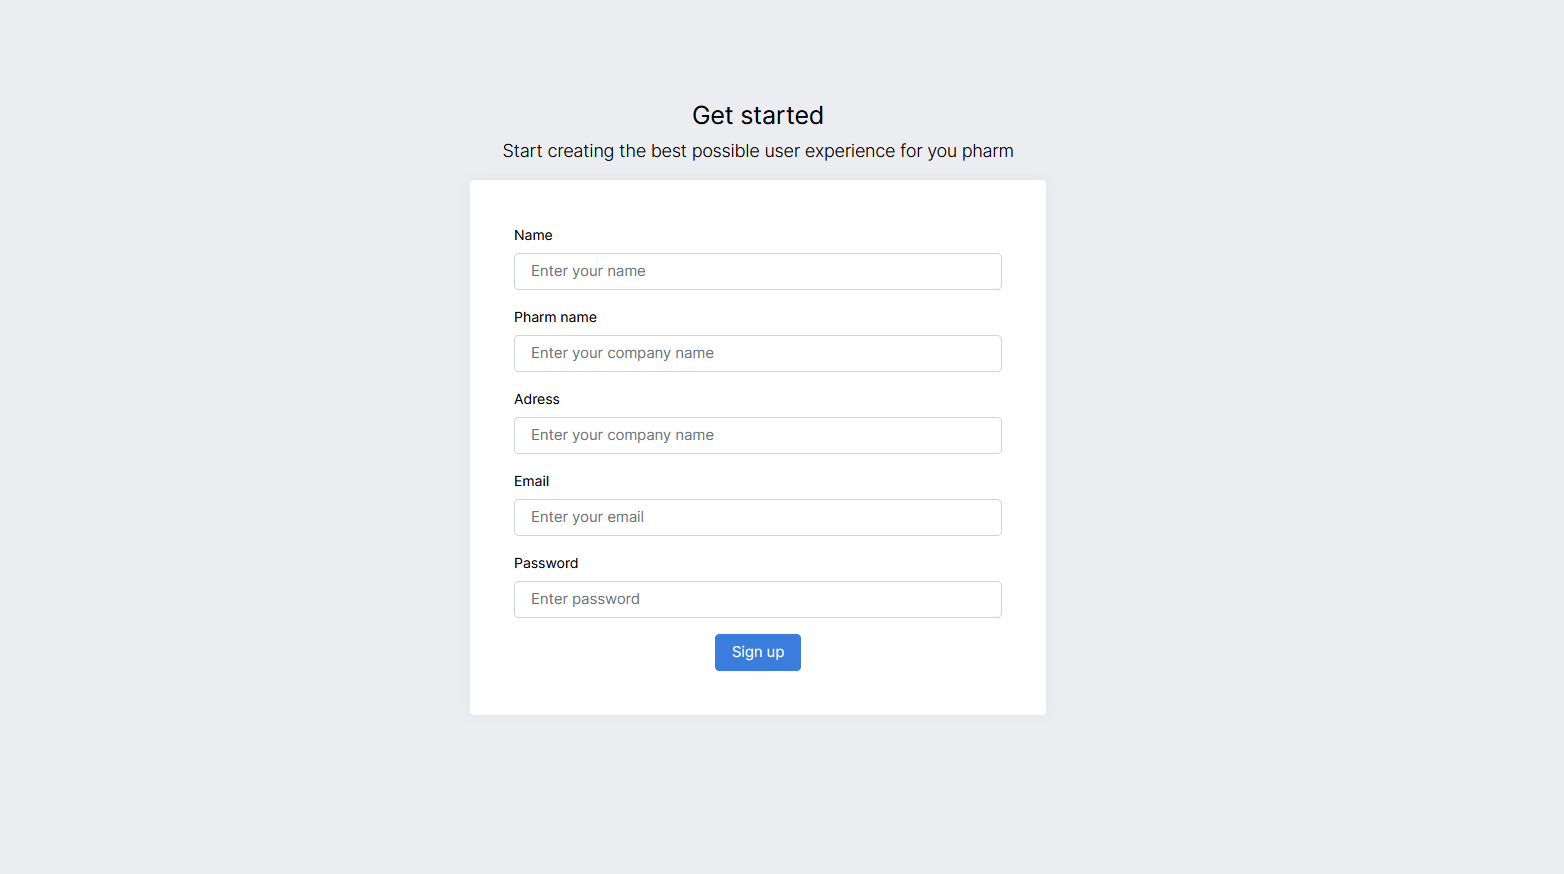 Get started
Start creating the best possible user experience for you pharm
Name
Enter your name
Pharm name
Enter your company name
Adress
Enter your company name
Email
Enter your email
Password
Enter password
Sign up